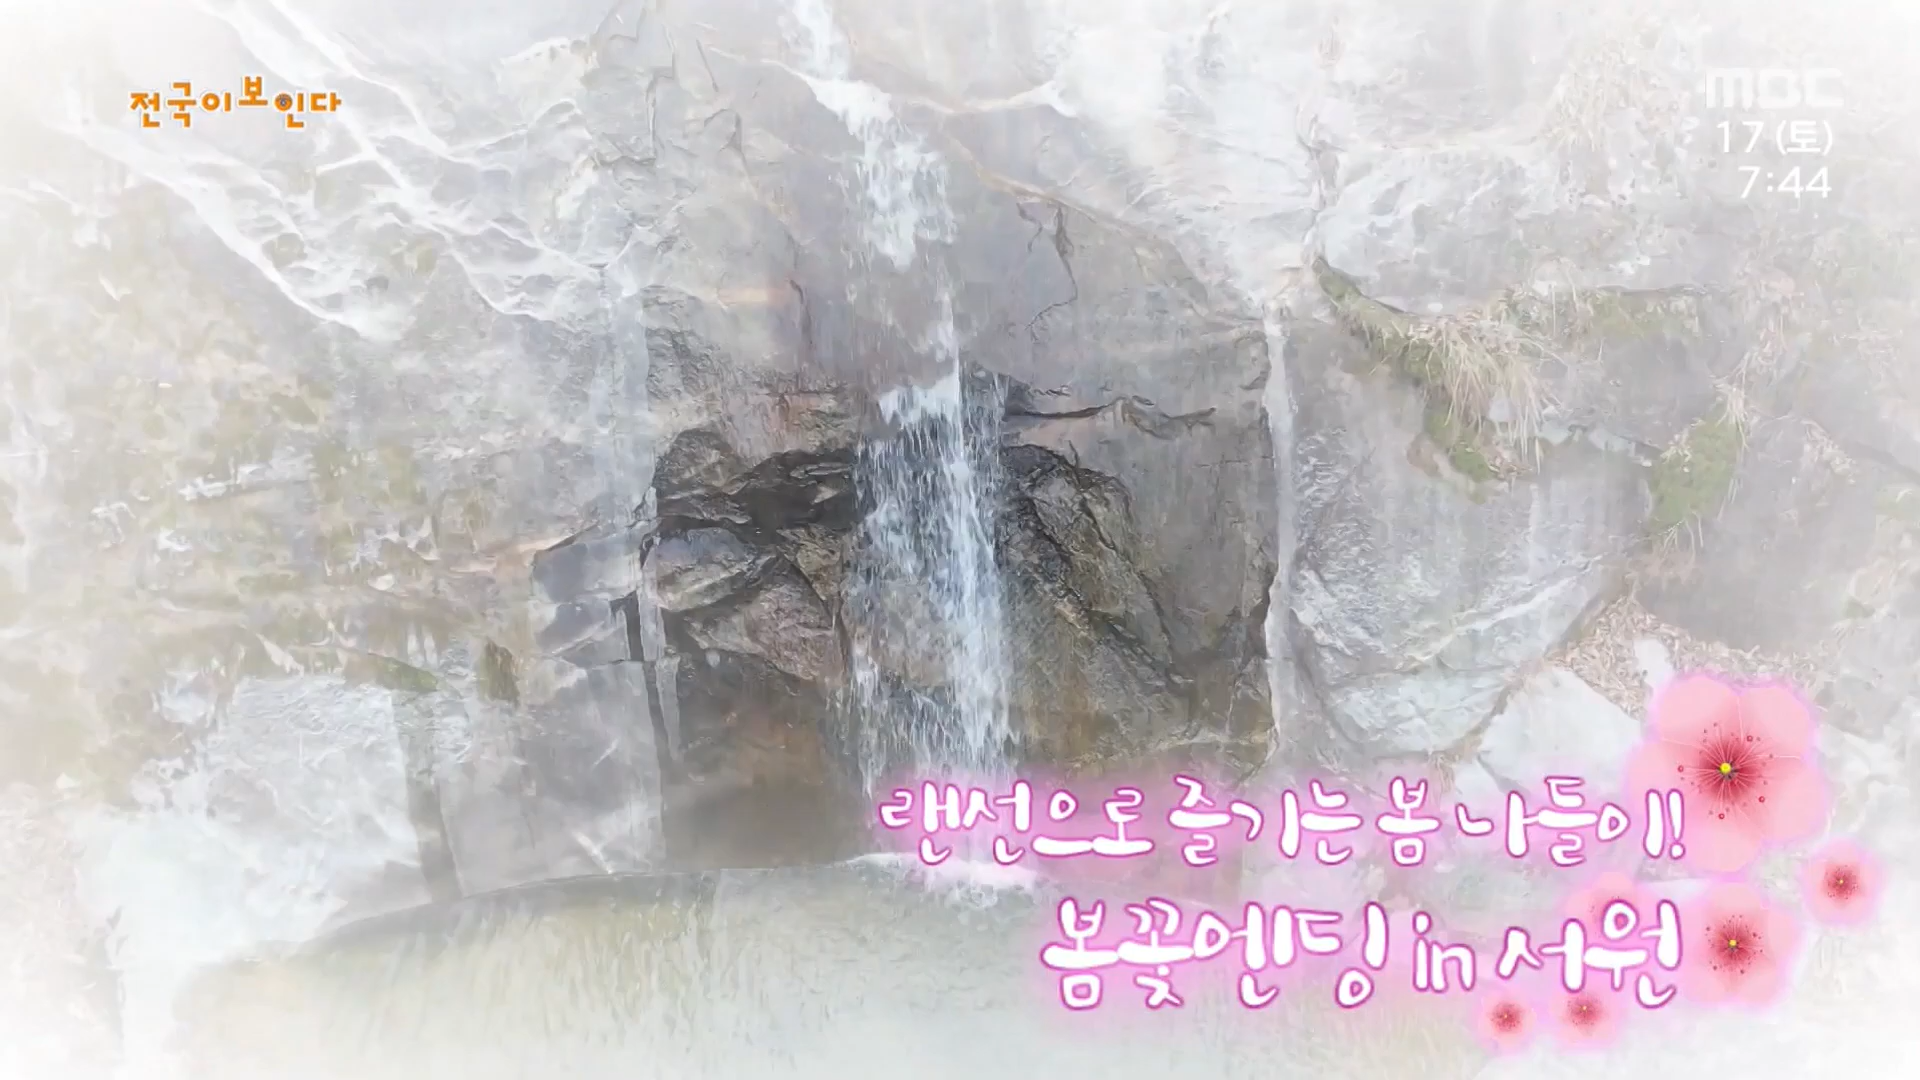 전국이보인다
MBC
17(토)
7:44
랜선으로 즐기는 봄 나들이!
봄꽃엔딩 in 서원